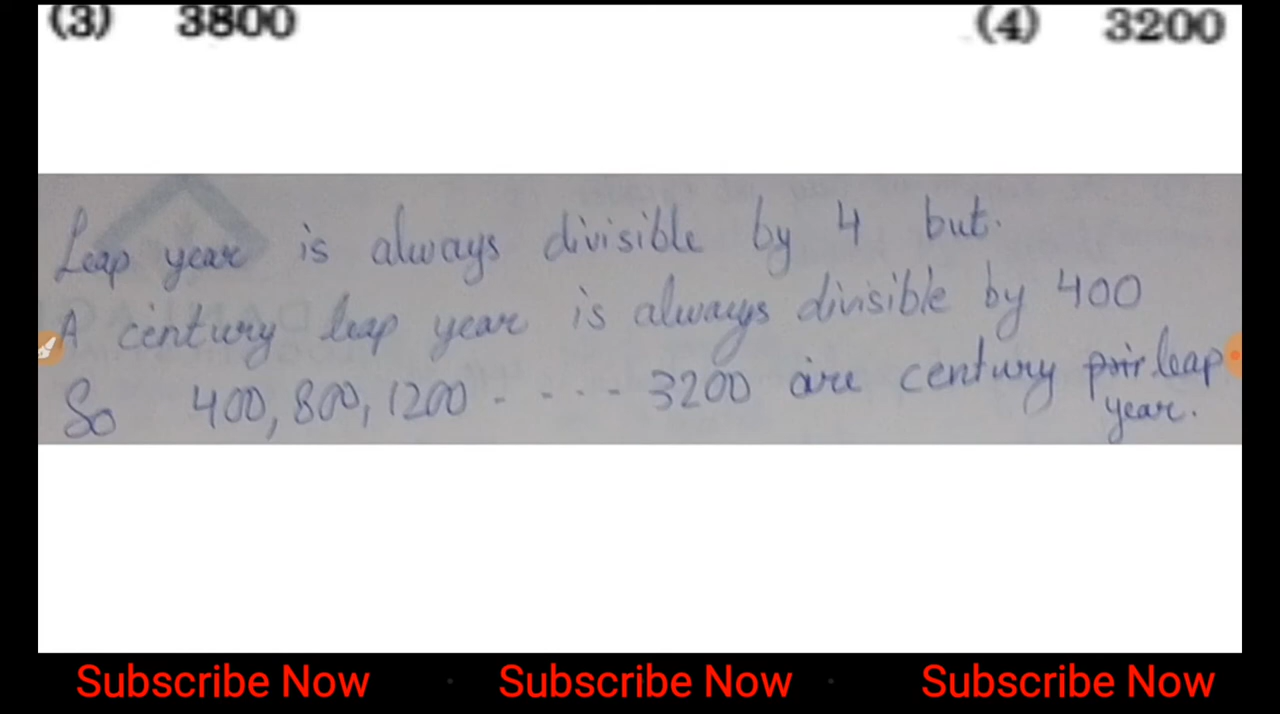 (3) 3800 (4) 3200
Leap year is always divisible by 4 but.
A century leap year is always divisible by 400
So 400, 800, 1200 - - - - 3200 are century leap
year.
Subscribe Now Subscribe Now Subscribe Now